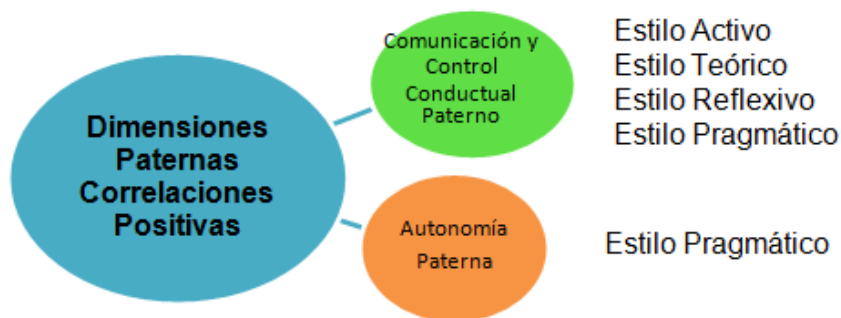 Dimensiones
Paternas
Correlaciones
Positivas
Comunicación y
Control
Conductual
Paterno
Estilo Activo
Estilo Teórico
Estilo Reflexivo
Estilo Pragmático
Autonomía
Paterna
Estilo Pragmático